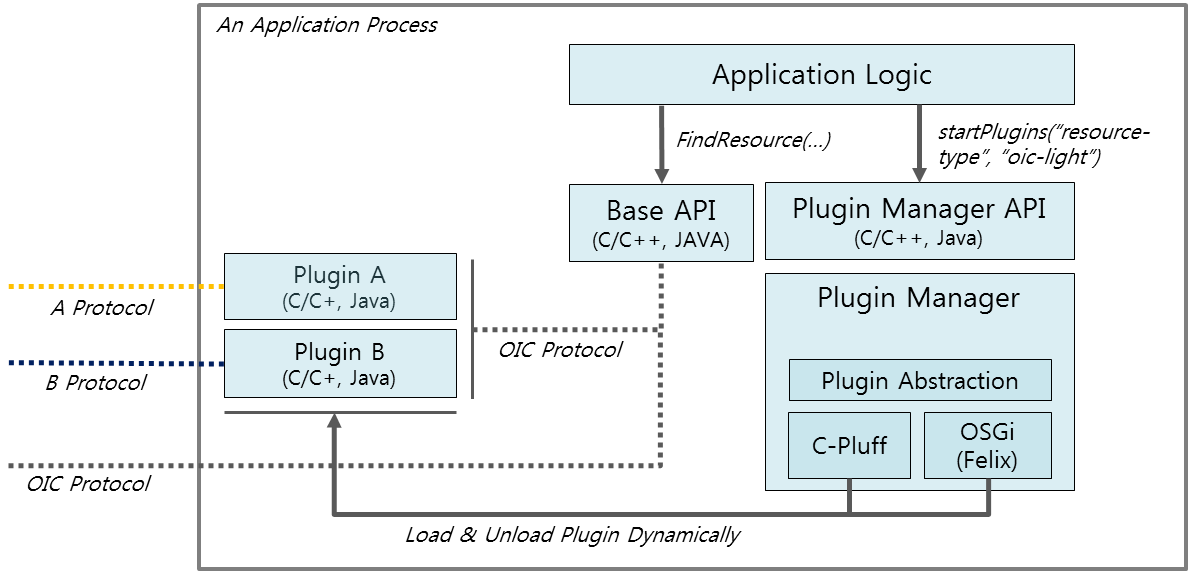 An Application Process
Application Logic
FindResource(...)
startPlugins(“resource-
type”, “oic-light”)
Base API
(C/C++, JAVA)
Plugin Manager API
(C/C++, Java)
Plugin A
(C/C+, Java)
A Protocol
Plugin B
(C/C+, Java)
B Protocol
OIC Protocol
Plugin Manager
Plugin Abstraction
C-Pluff
OSGi
(Felix)
OIC Protocol
Load & Unload Plugin Dynamically